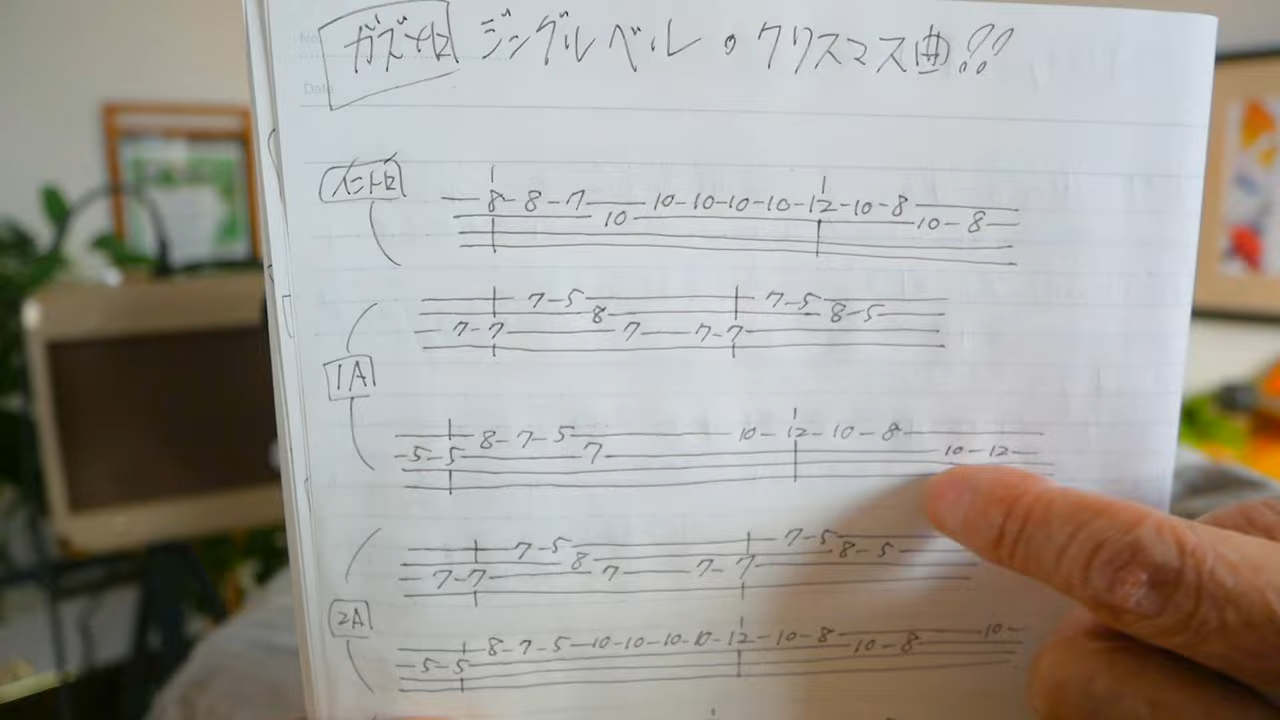 ガズレロ ジングルベル・クリスマス曲!!
イントロ
8-8-7 10-10-10-10-12-10-8
10 10-8
7-5 7-5
8 8-5
7-7 7 7-7
1A
8-7-5 10-12-10-8
-5-5 7 10-12
7-5 7-5
8 8-5
7-7 7 7-7
2A
8-7-5-10-10-10-10-12-10-8 10-
-5-5 10-8